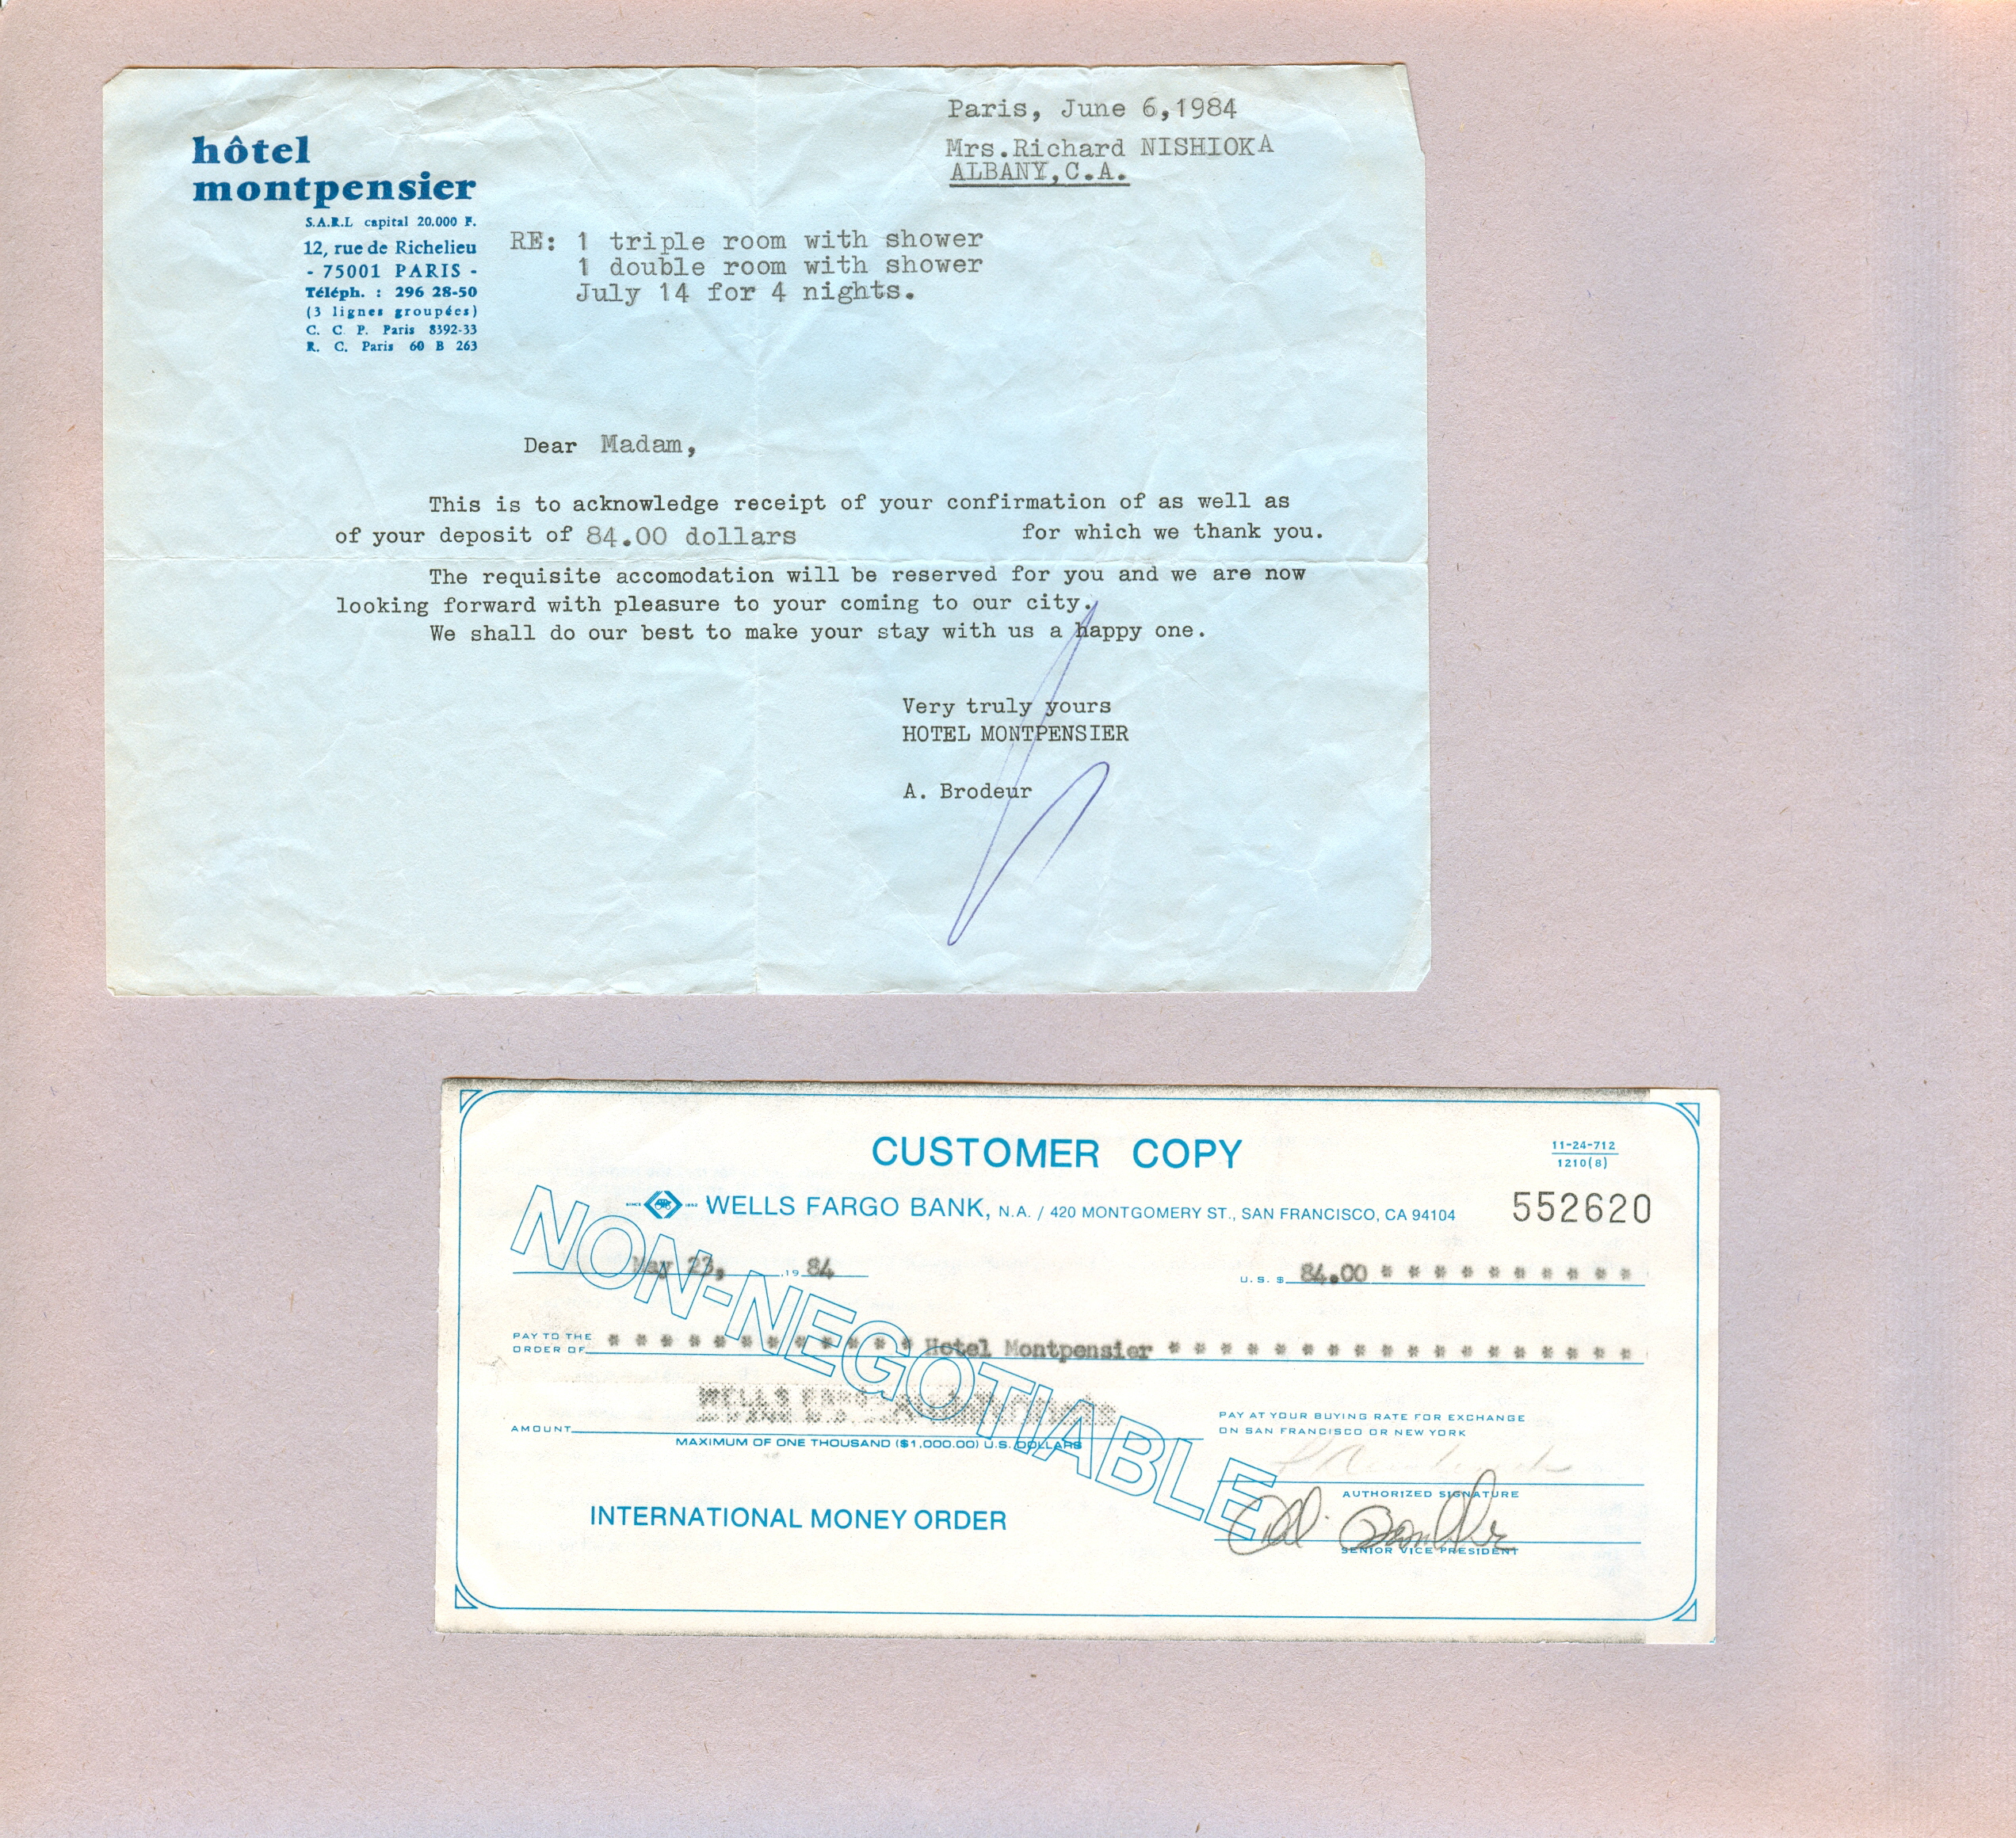 Paris, June 6,1984
Mrs.Richard NISHIOKA
ALBANY,C.A.
hôtel
montpensier
S.A.R.L capital 20.000 F.
12, rue de Richelieu
- 75001 PARIS -
Téléph. : 296 28-50
(3 lignes groupées)
C. C. P. Paris 8392-33
R. C. Paris 60 B 263
RE: 1 triple room with shower
1 double room with shower
July 14 for 4 nights.
Dear Madam,
This is to acknowledge receipt of your confirmation of as well as
of your deposit of 84.00 dollars for which we thank you.
The requisite accomodation will be reserved for you and we are now
looking forward with pleasure to your coming to our city.
We shall do our best to make your stay with us a happy one.
Very truly yours
HOTEL MONTPENSIER
A. Brodeur
CUSTOMER COPY
11-24-712
1210(8)
SINCE 1852 WELLS FARGO BANK, N.A. / 420 MONTGOMERY ST., SAN FRANCISCO, CA 94104
552620
NON-NEGOTIABLE
May 23, 19 84
U.S. $ 84.00 * * * * * * * * * *
PAY TO THE
ORDER OF * * * * * * * * * * * * Hotel Montpensier * * * * * * * * * * * * * * * * * *
WELLS FARGO
AMOUNT
MAXIMUM OF ONE THOUSAND ($1,000.00) U.S. DOLLARS
PAY AT YOUR BUYING RATE FOR EXCHANGE
ON SAN FRANCISCO OR NEW YORK
AUTHORIZED SIGNATURE
INTERNATIONAL MONEY ORDER
SENIOR VICE PRESIDENT